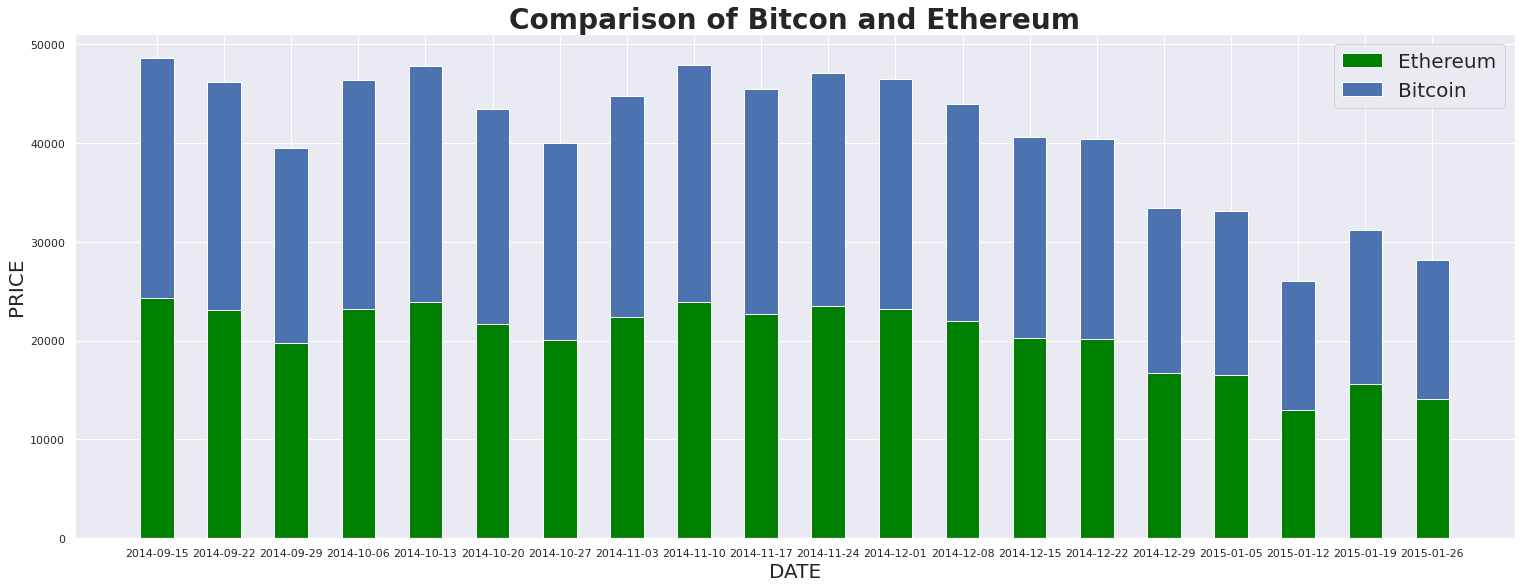 Comparison of Bitcon and Ethereum
Ethereum
Bitcoin
50000
40000
30000
20000
10000
0
PRICE
2014-09-15 2014-09-22 2014-09-29 2014-10-06 2014-10-13 2014-10-20 2014-10-27 2014-11-03 2014-11-10 2014-11-17 2014-11-24 2014-12-01 2014-12-08 2014-12-15 2014-12-22 2014-12-29 2015-01-05 2015-01-12 2015-01-19 2015-01-26
DATE